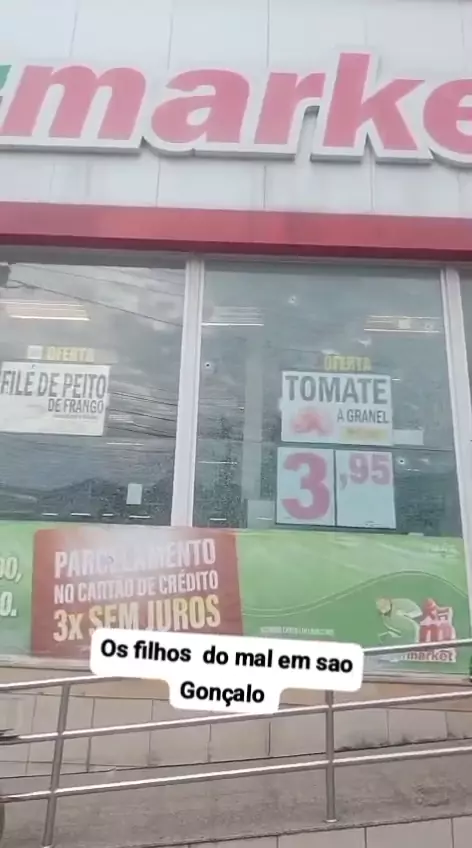 market
OFERTA
FILÉ DE PEITO
DE FRANGO
OFERTA
TOMATE
A GRANEL
3,95
PARCELAMENTO
NO CARTÃO DE CRÉDITO
3x SEM JUROS
market
Os filhos do mal em sao
Gonçalo